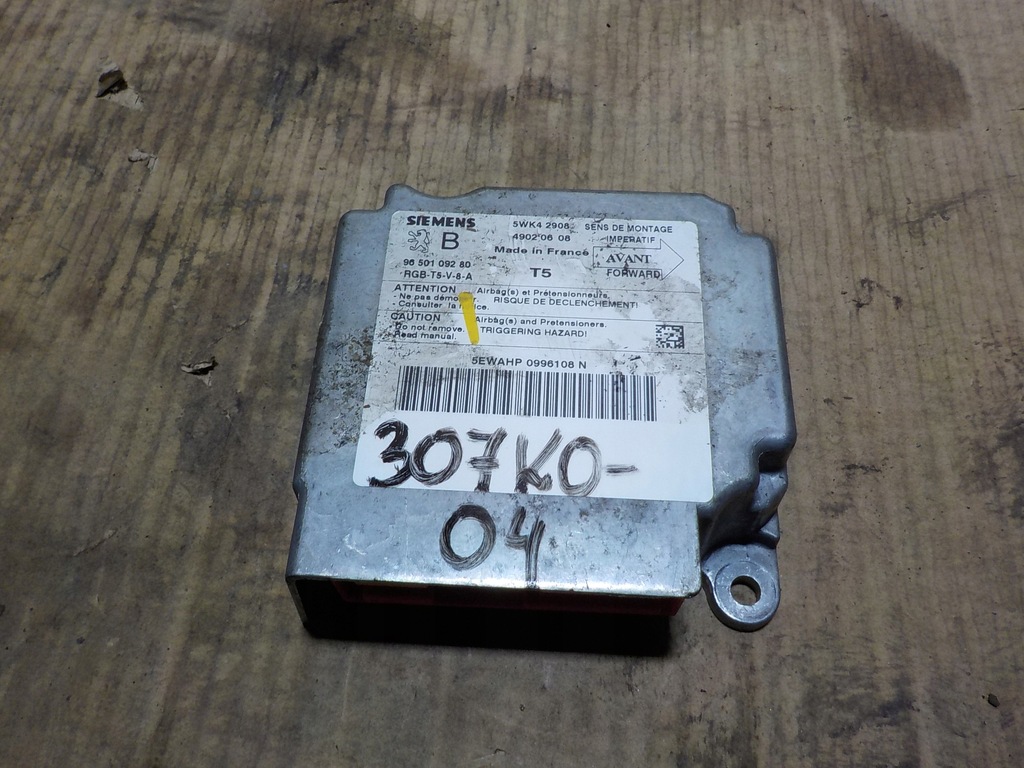 SIEMENS 5WK4 2908 SENS DE MONTAGE
B 4902 06 08 IMPERATIF
Made in France AVANT
96 501 092 80 T5 FORWARD
RGB-T5-V-8-A
ATTENTION Airbag(s) et Prétensionneurs.
- Ne pas RISQUE DE DECLENCHEMENT!
- Consulter la
CAUTION Airbag(s) and Pretensioners.
Do not remove. TRIGGERING HAZARD!
Read manual.
5EWAHP 0996108 N
307KO-
04